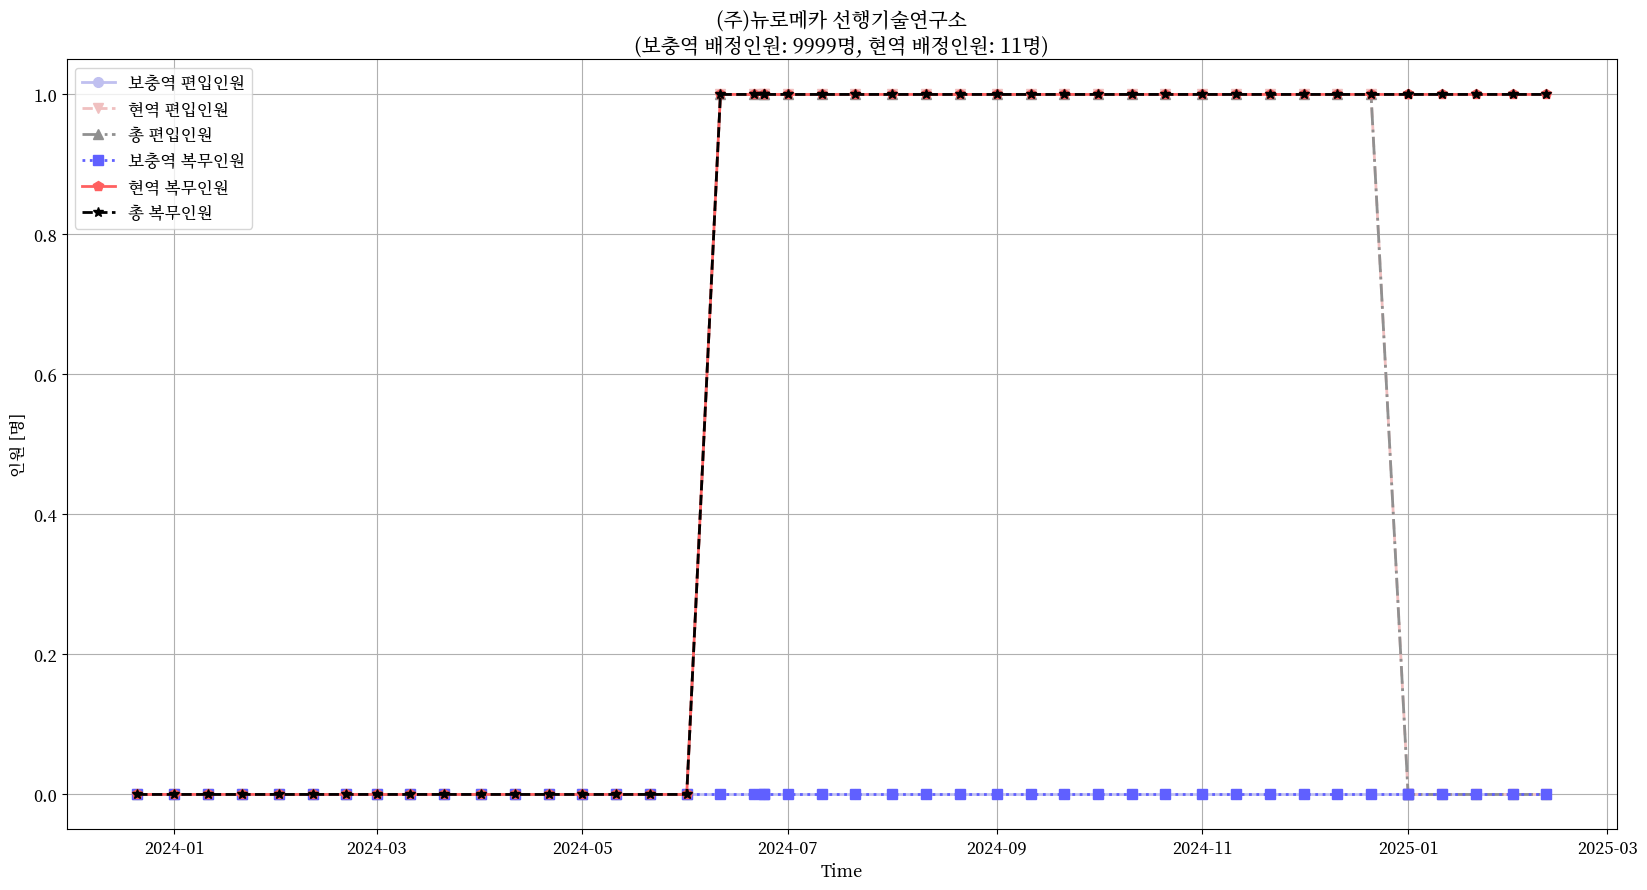 (주)뉴로메카 선행기술연구소
(보충역 배정인원: 9999명, 현역 배정인원: 11명)
보충역 편입인원
현역 편입인원
총 편입인원
보충역 복무인원
현역 복무인원
총 복무인원
인원 [명]
1.0
0.8
0.6
0.4
0.2
0.0
2024-01
2024-03
2024-05
2024-07
2024-09
2024-11
2025-01
2025-03
Time